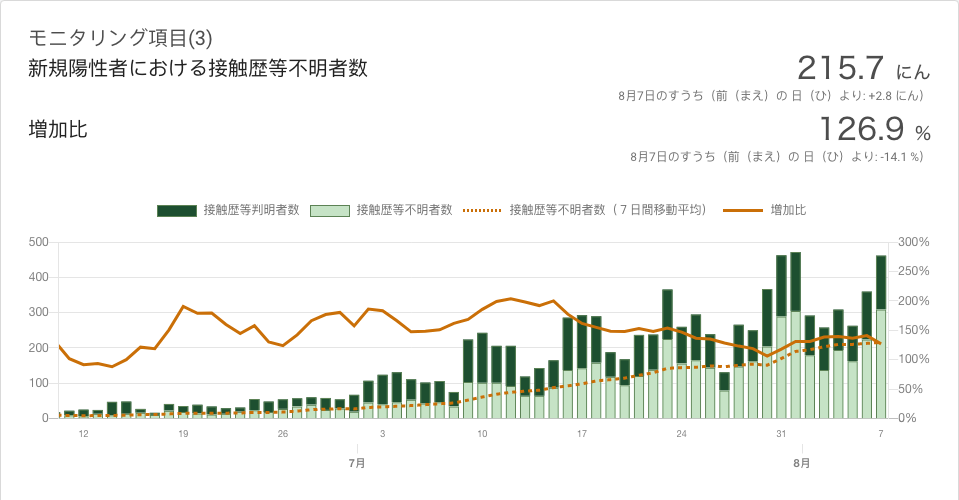 モニタリング項目(3)
新規陽性者における接触歴等不明者数
215.7 にん
8月7日のすうち（前（まえ）の 日（ひ）より: +2.8 にん）
増加比
126.9 %
8月7日のすうち（前（まえ）の 日（ひ）より: -14.1 %）
接触歴等判明者数 接触歴等不明者数 接触歴等不明者数（７日間移動平均） 増加比
500 300%
250%
400
200%
300
150%
200
100%
100
50%
0 0%
12 19 26 3 10 17 24 31 7
7月 8月